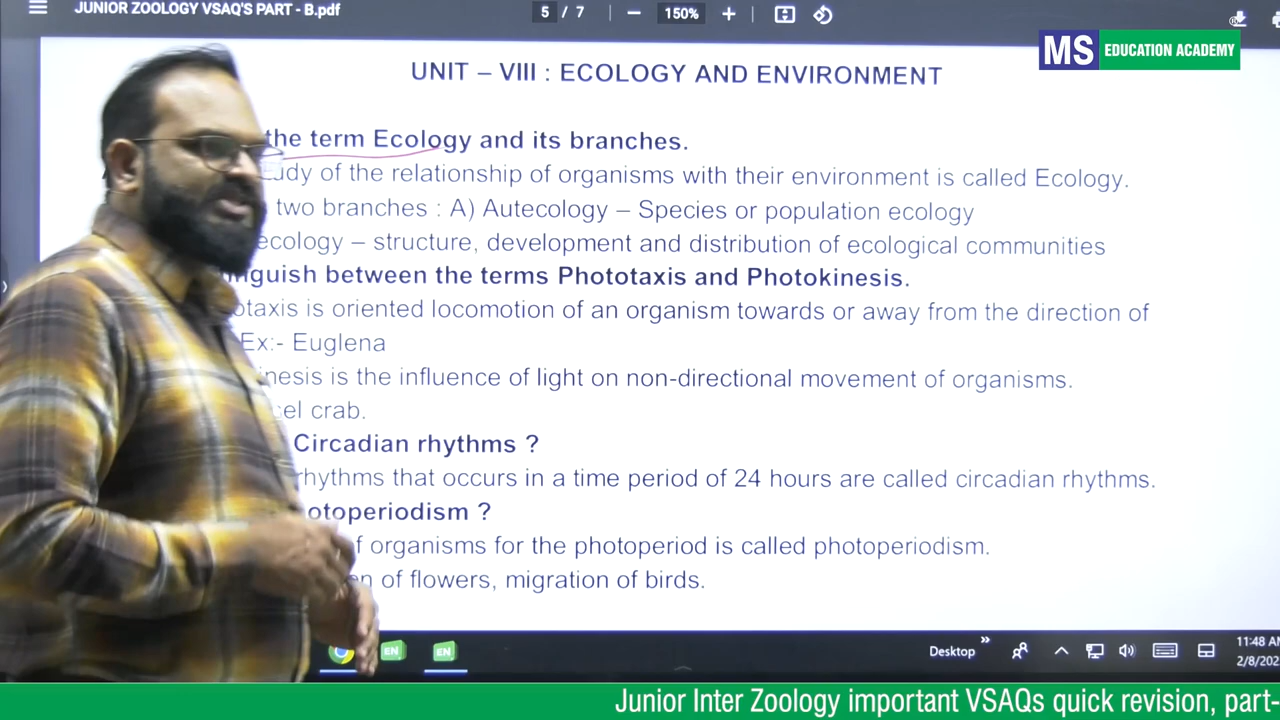 JUNIOR ZOOLOGY VSAQ'S PART - B.pdf
5 / 7
150%
MS EDUCATION ACADEMY
UNIT – VIII : ECOLOGY AND ENVIRONMENT
the term Ecology and its branches.
udy of the relationship of organisms with their environment is called Ecology.
two branches : A) Autecology – Species or population ecology
ecology – structure, development and distribution of ecological communities
nguish between the terms Phototaxis and Photokinesis.
otaxis is oriented locomotion of an organism towards or away from the direction of
Ex:- Euglena
nesis is the influence of light on non-directional movement of organisms.
cel crab.
Circadian rhythms ?
rhythms that occurs in a time period of 24 hours are called circadian rhythms.
otoperiodism ?
f organisms for the photoperiod is called photoperiodism.
en of flowers, migration of birds.
EN
EN
Desktop
11:48 AM
2/8/202
Junior Inter Zoology important VSAQs quick revision, part-